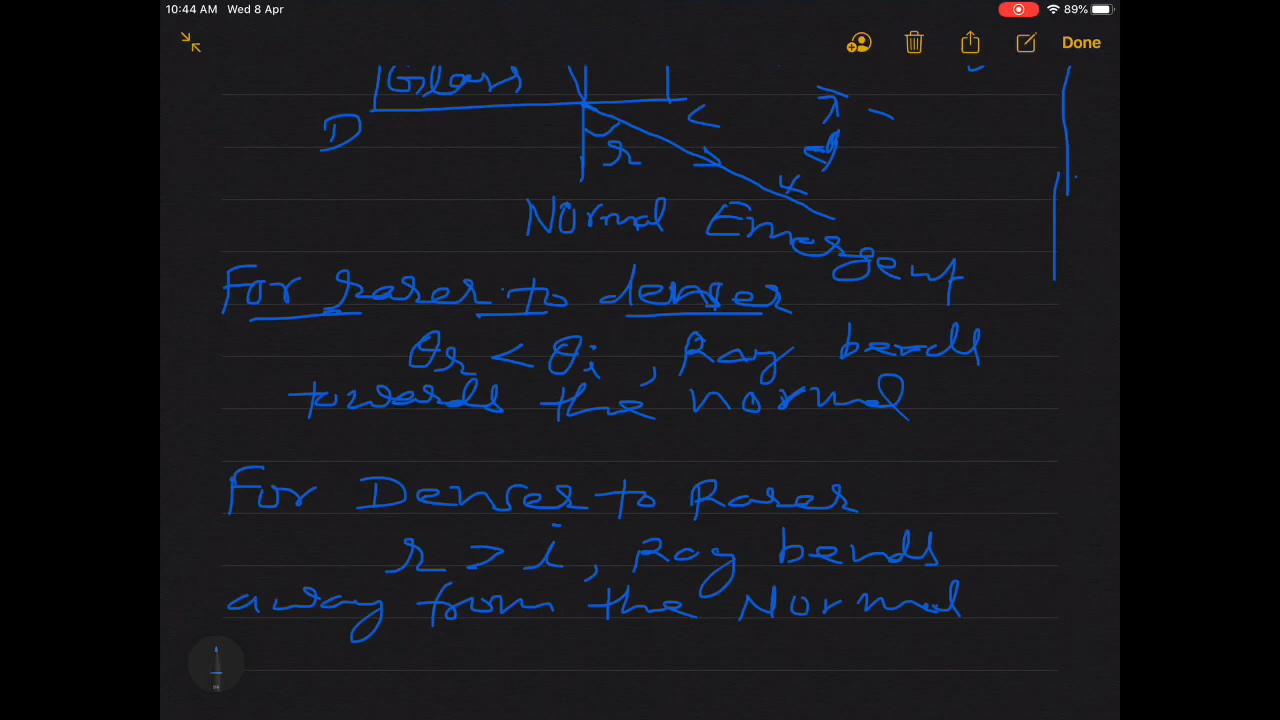 10:44 AM Wed 8 Apr
89%
Done
Glass
D
C
r
Normal Emergent
For rarer to denser
θr < θi, Ray bends
towards the normal
For Denser to Rarer
r > i, Ray bends
away from the Normal